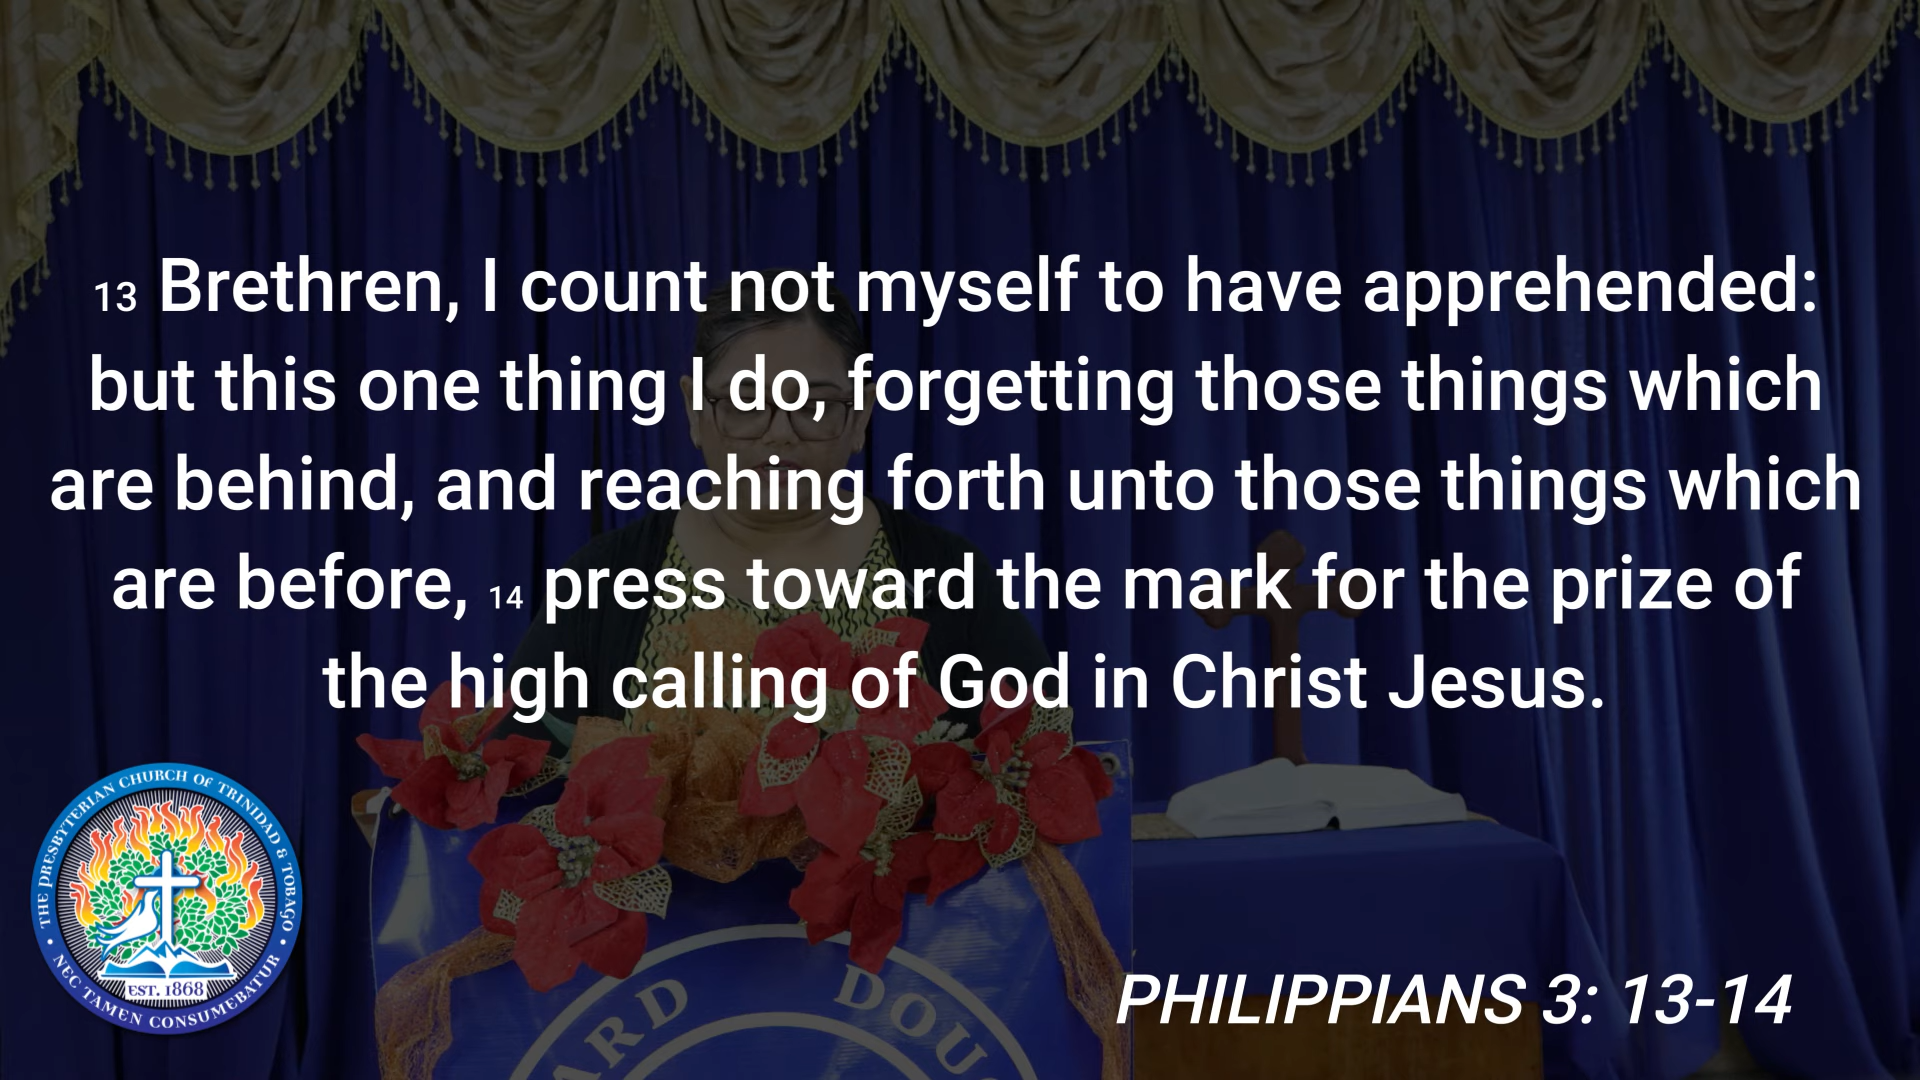 13 Brethren, I count not myself to have apprehended:
but this one thing I do, forgetting those things which
are behind, and reaching forth unto those things which
are before, 14 press toward the mark for the prize of
the high calling of God in Christ Jesus.
THE PRESBYTERIAN CHURCH OF TRINIDAD & TOBAGO
EST. 1868
• NEC TAMEN CONSUMEBATUR •
PHILIPPIANS 3: 13-14